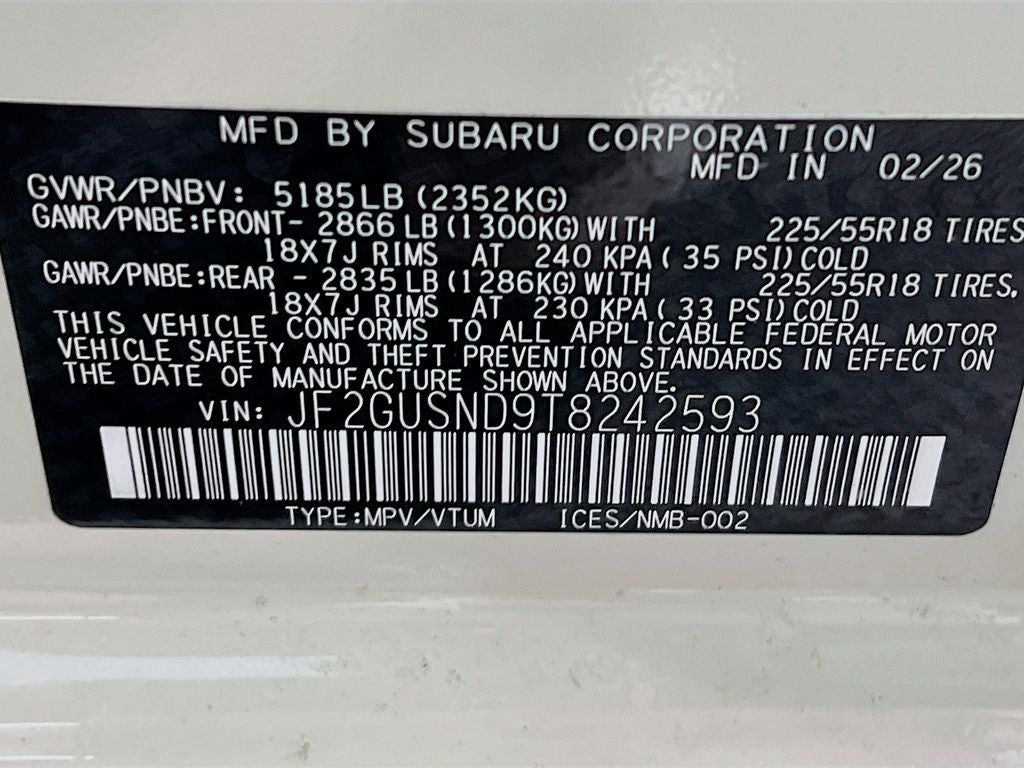 MFD BY SUBARU CORPORATION
MFD IN 02/26
GVWR/PNBV: 5185LB (2352KG)
GAWR/PNBE:FRONT- 2866 LB (1300KG)WITH 225/55R18 TIRES
18X7J RIMS AT 240 KPA( 35 PSI)COLD
GAWR/PNBE:REAR - 2835 LB (1286KG)WITH 225/55R18 TIRES,
18X7J RIMS AT 230 KPA( 33 PSI)COLD
THIS VEHICLE CONFORMS TO ALL APPLICABLE FEDERAL MOTOR
VEHICLE SAFETY AND THEFT PREVENTION STANDARDS IN EFFECT ON
THE DATE OF MANUFACTURE SHOWN ABOVE.
VIN: JF2GUSND9T8242593
TYPE:MPV/VTUM ICES/NMB-002